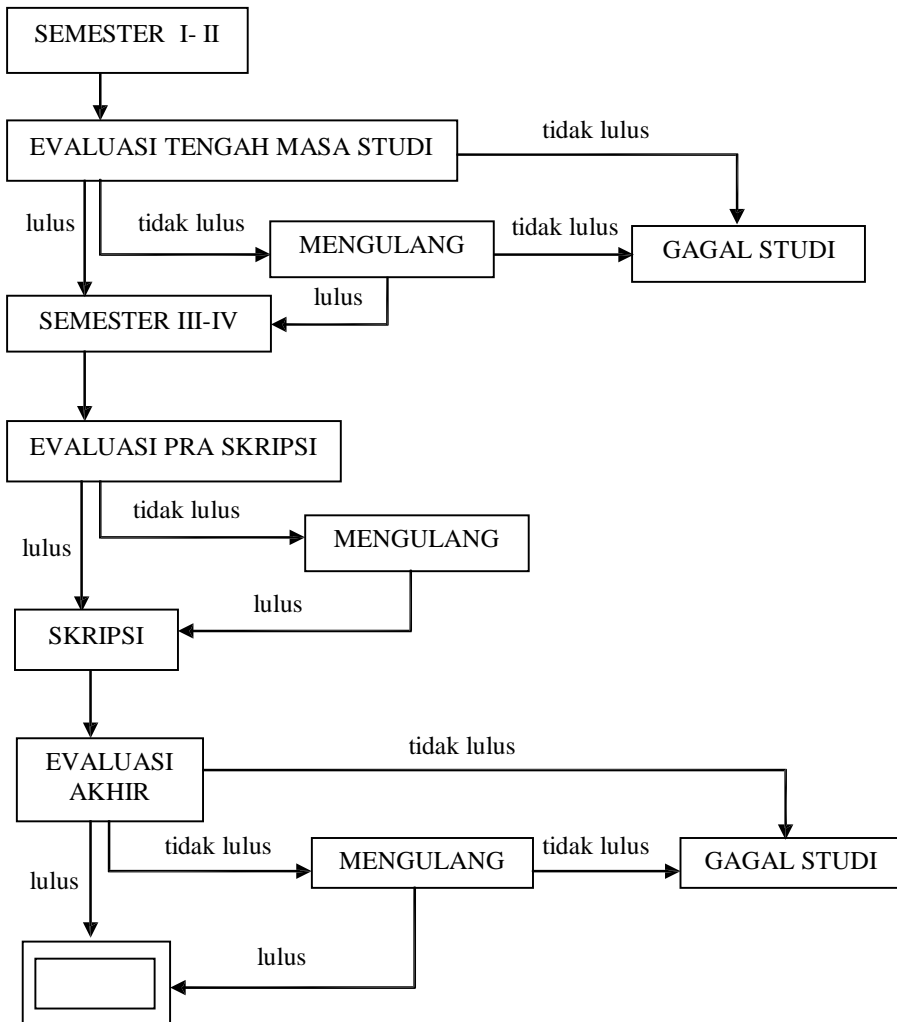 SEMESTER I- II
tidak lulus
EVALUASI TENGAH MASA STUDI
lulus
tidak lulus
MENGULANG
tidak lulus
GAGAL STUDI
lulus
SEMESTER III-IV
EVALUASI PRA SKRIPSI
tidak lulus
lulus
MENGULANG
lulus
SKRIPSI
tidak lulus
EVALUASI
AKHIR
tidak lulus
MENGULANG
tidak lulus
GAGAL STUDI
lulus
lulus